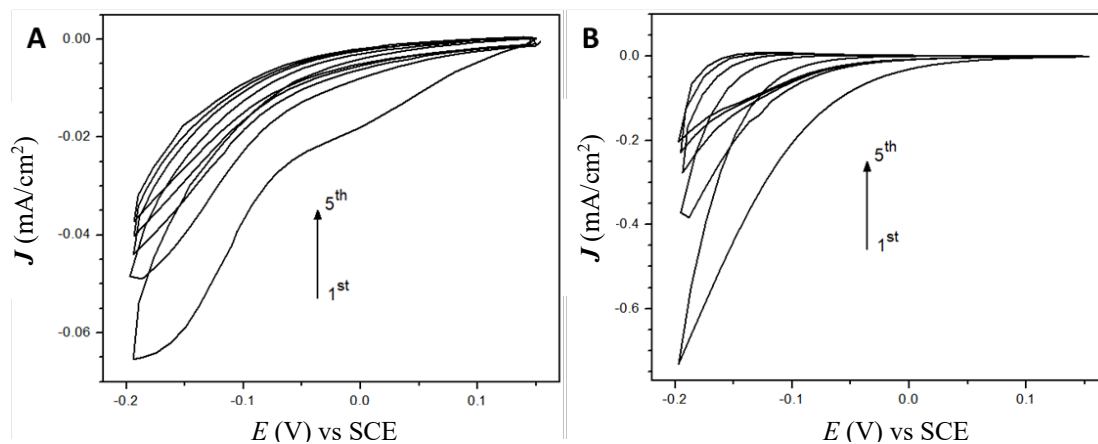 A
0.00
-0.02
-0.04
-0.06
J (mA/cm²)
5th
1st
-0.2
-0.1
0.0
0.1
E (V) vs SCE
B
0.0
-0.2
-0.4
-0.6
J (mA/cm²)
5th
1st
-0.2
-0.1
0.0
0.1
E (V) vs SCE